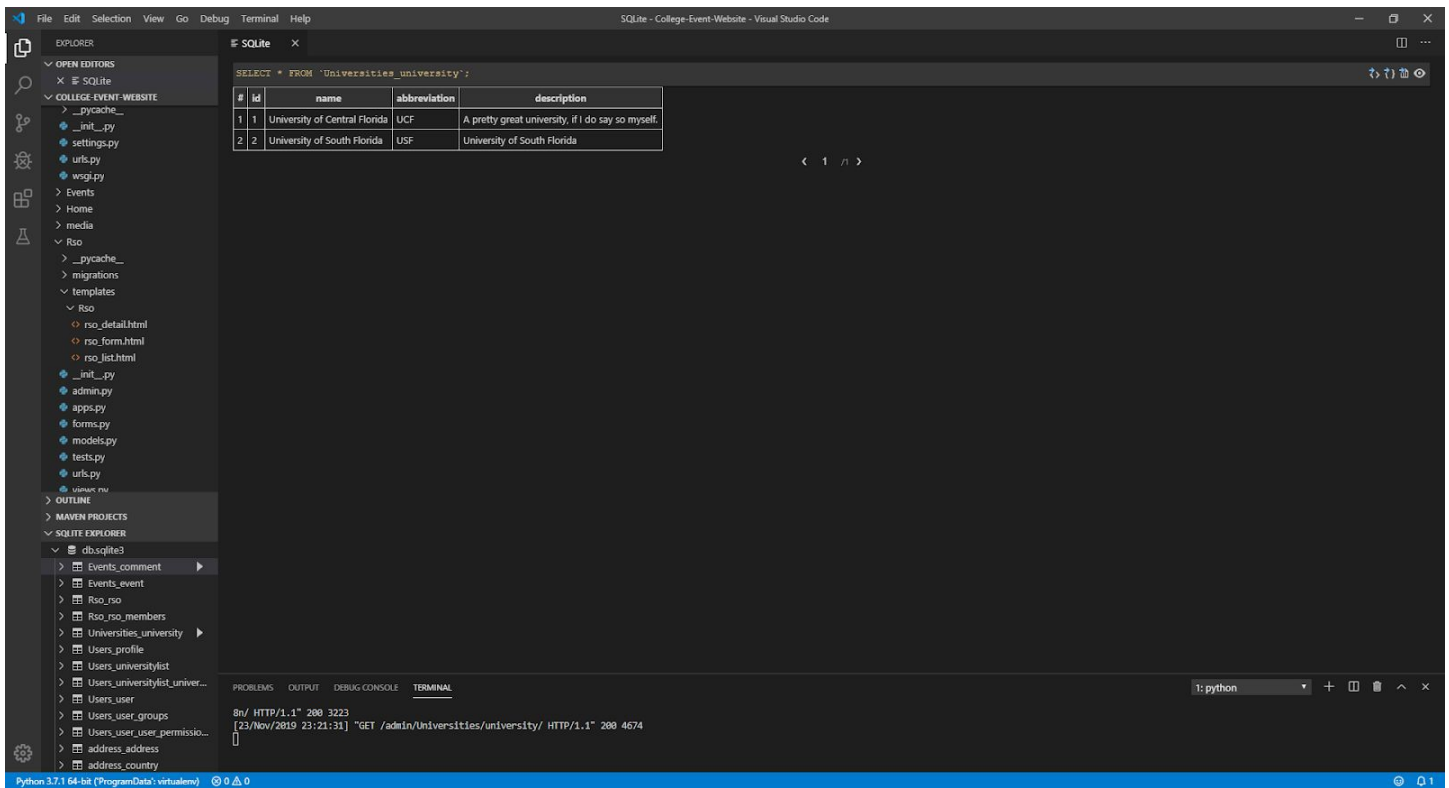 File Edit Selection View Go Debug Terminal Help
SQLite - College-Event-Website - Visual Studio Code
EXPLORER
OPEN EDITORS
SQLite
COLLEGE-EVENT-WEBSITE
__pycache__
__init__.py
settings.py
urls.py
wsgi.py
Events
Home
media
Rso
__pycache__
migrations
templates
Rso
rso_detail.html
rso_form.html
rso_list.html
__init__.py
admin.py
apps.py
forms.py
models.py
tests.py
urls.py
views.py
OUTLINE
MAVEN PROJECTS
SQLITE EXPLORER
db.sqlite3
Events_comment
Events_event
Rso_rso
Rso_rso_members
Universities_university
Users_profile
Users_universitylist
Users_universitylist_univer...
Users_user
Users_user_groups
Users_user_user_permissio...
address_address
address_country
SQLite
SELECT * FROM `Universities_university`;
# id name abbreviation description
1 1 University of Central Florida UCF A pretty great university, if I do say so myself.
2 2 University of South Florida USF University of South Florida
1 /1
PROBLEMS OUTPUT DEBUG CONSOLE TERMINAL
1: python
8n/ HTTP/1.1" 200 3223
[23/Nov/2019 23:21:31] "GET /admin/Universities/university/ HTTP/1.1" 200 4674
Python 3.7.1 64-bit ('ProgramData': virtualenv) 0 0
1